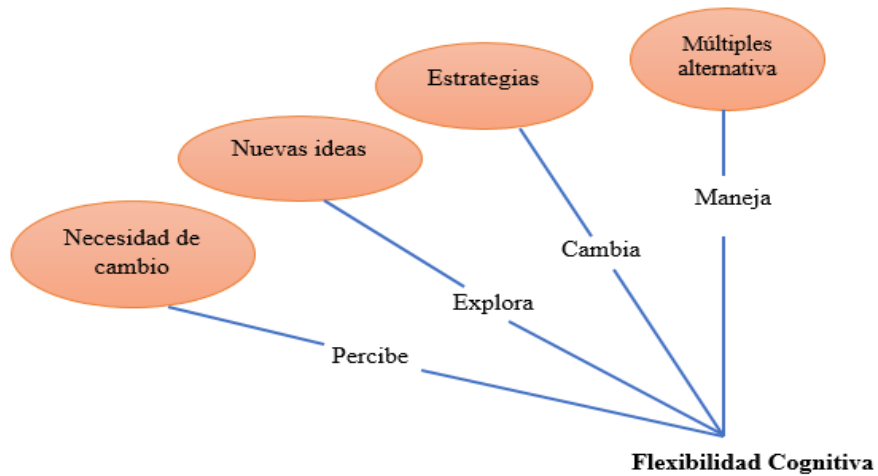 Múltiples
alternativa
Estrategias
Nuevas ideas
Necesidad de
cambio
Maneja
Cambia
Explora
Percibe
Flexibilidad Cognitiva